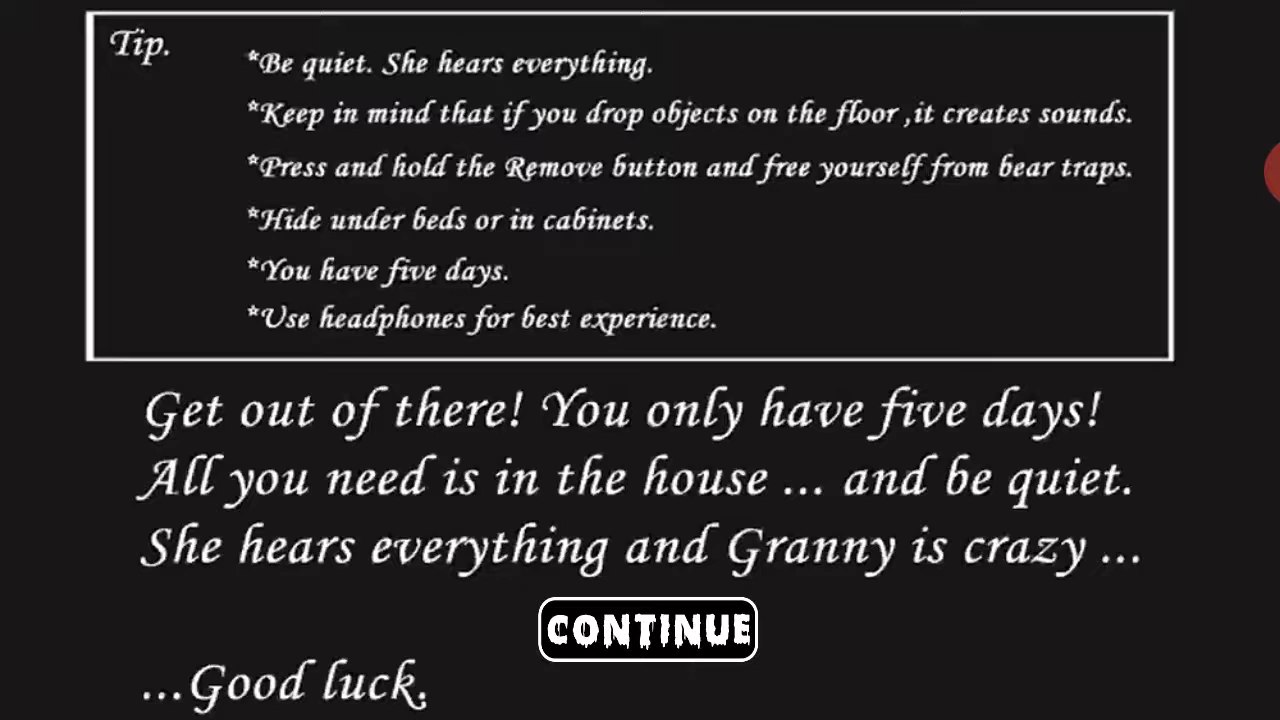 Tip.
*Be quiet. She hears everything.
*Keep in mind that if you drop objects on the floor ,it creates sounds.
*Press and hold the Remove button and free yourself from bear traps.
*Hide under beds or in cabinets.
*You have five days.
*Use headphones for best experience.
Get out of there! You only have five days!
All you need is in the house ... and be quiet.
She hears everything and Granny is crazy ...
CONTINUE
...Good luck.